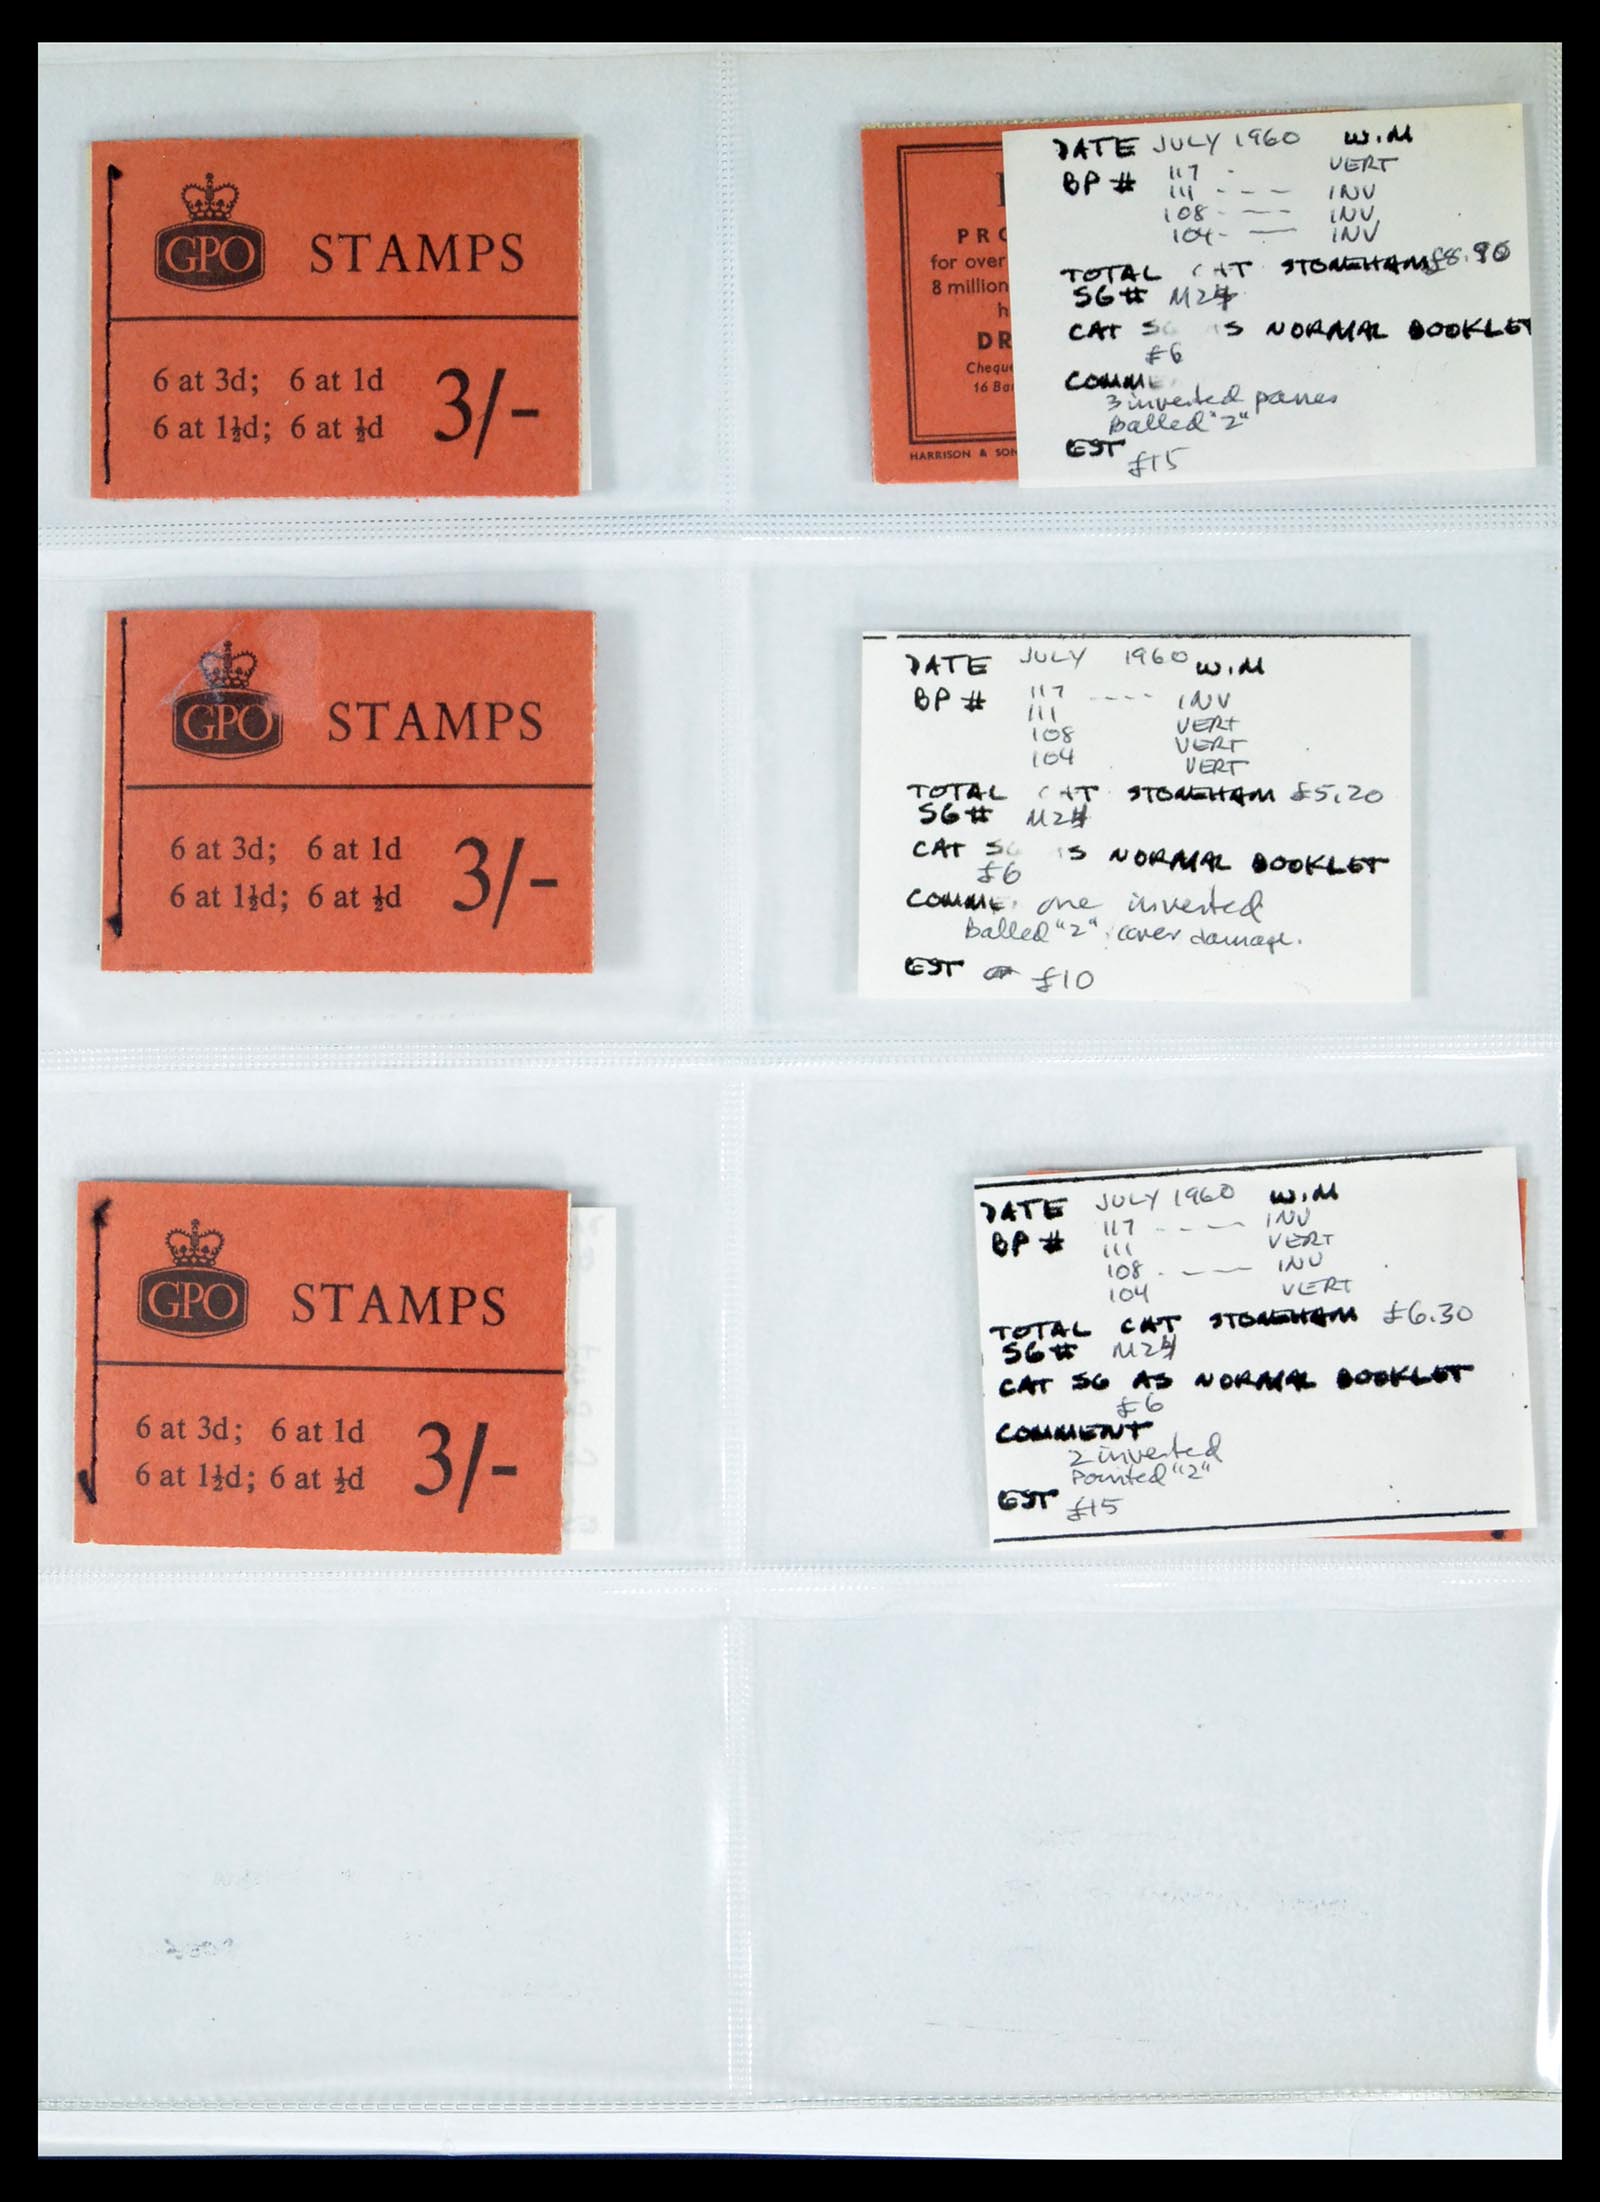 GPO STAMPS
6 at 3d; 6 at 1d
6 at 1½d; 6 at ½d
3/-
PRO
for over
8 million
h
DR
Cheque
16 Ba
HARRISON & SON
DATE JULY 1960 W.M
BP # 117 - VERT
111 - - - INV
108 - - - INV
104 - - INV
TOTAL CAT STONEHAM
SG # M24
CAT SG AS NORMAL BOOKLET
£6
COMME
3 inverted panes
Balled "2"
EST £15
GPO STAMPS
6 at 3d; 6 at 1d
6 at 1½d; 6 at ½d
3/-
DATE JULY 1960 W.M
BP # 117 - - - - INV
111 VERT
108 VERT
104 VERT
TOTAL CAT STONEHAM £5.20
SG # M24
CAT SG AS NORMAL BOOKLET
£6
COMME one inverted
Balled "2" cover damage.
EST £10
GPO STAMPS
6 at 3d; 6 at 1d
6 at 1½d; 6 at ½d
3/-
DATE JULY 1960 W.M
BP # 117 - - - - INV
111 VERT
108 - - - - INV
104 VERT
TOTAL CAT STONEHAM £6.30
SG # M24
CAT SG AS NORMAL BOOKLET
£6
COMMENT
2 inverted
Pointed "2"
EST £15